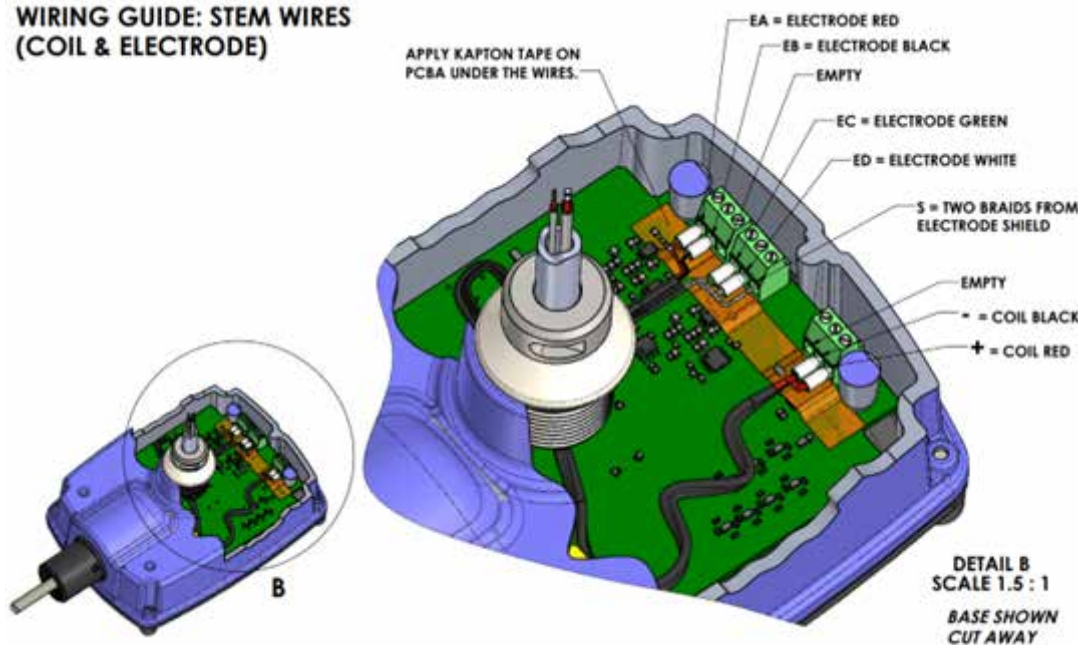 WIRING GUIDE: STEM WIRES
(COIL & ELECTRODE)
APPLY KAPTON TAPE ON
PCBA UNDER THE WIRES.
EA = ELECTRODE RED
EB = ELECTRODE BLACK
EMPTY
EC = ELECTRODE GREEN
ED = ELECTRODE WHITE
S = TWO BRAIDS FROM
ELECTRODE SHIELD
EMPTY
- = COIL BLACK
+ = COIL RED
B
DETAIL B
SCALE 1.5 : 1
BASE SHOWN
CUT AWAY